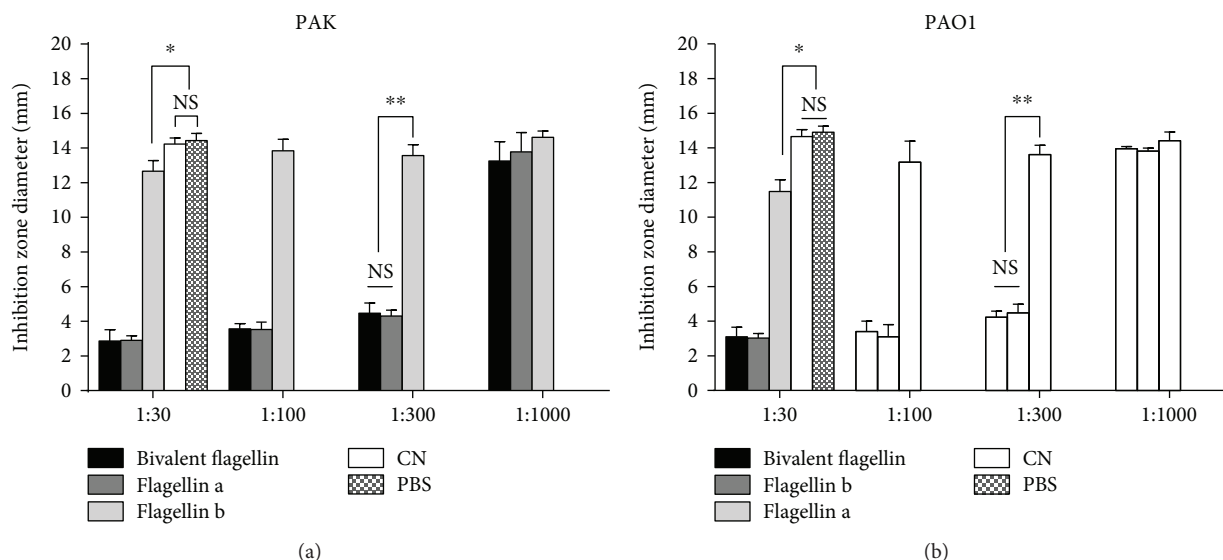 PAK
Inhibition zone diameter (mm)
20
18
16
14
12
10
8
6
4
2
0
*
NS
**
NS
1:30 1:100 1:300 1:1000
Bivalent flagellin
Flagellin a
Flagellin b
CN
PBS
(a)
PAO1
Inhibition zone diameter (mm)
20
18
16
14
12
10
8
6
4
2
0
*
NS
**
NS
1:30 1:100 1:300 1:1000
Bivalent flagellin
Flagellin b
Flagellin a
CN
PBS
(b)